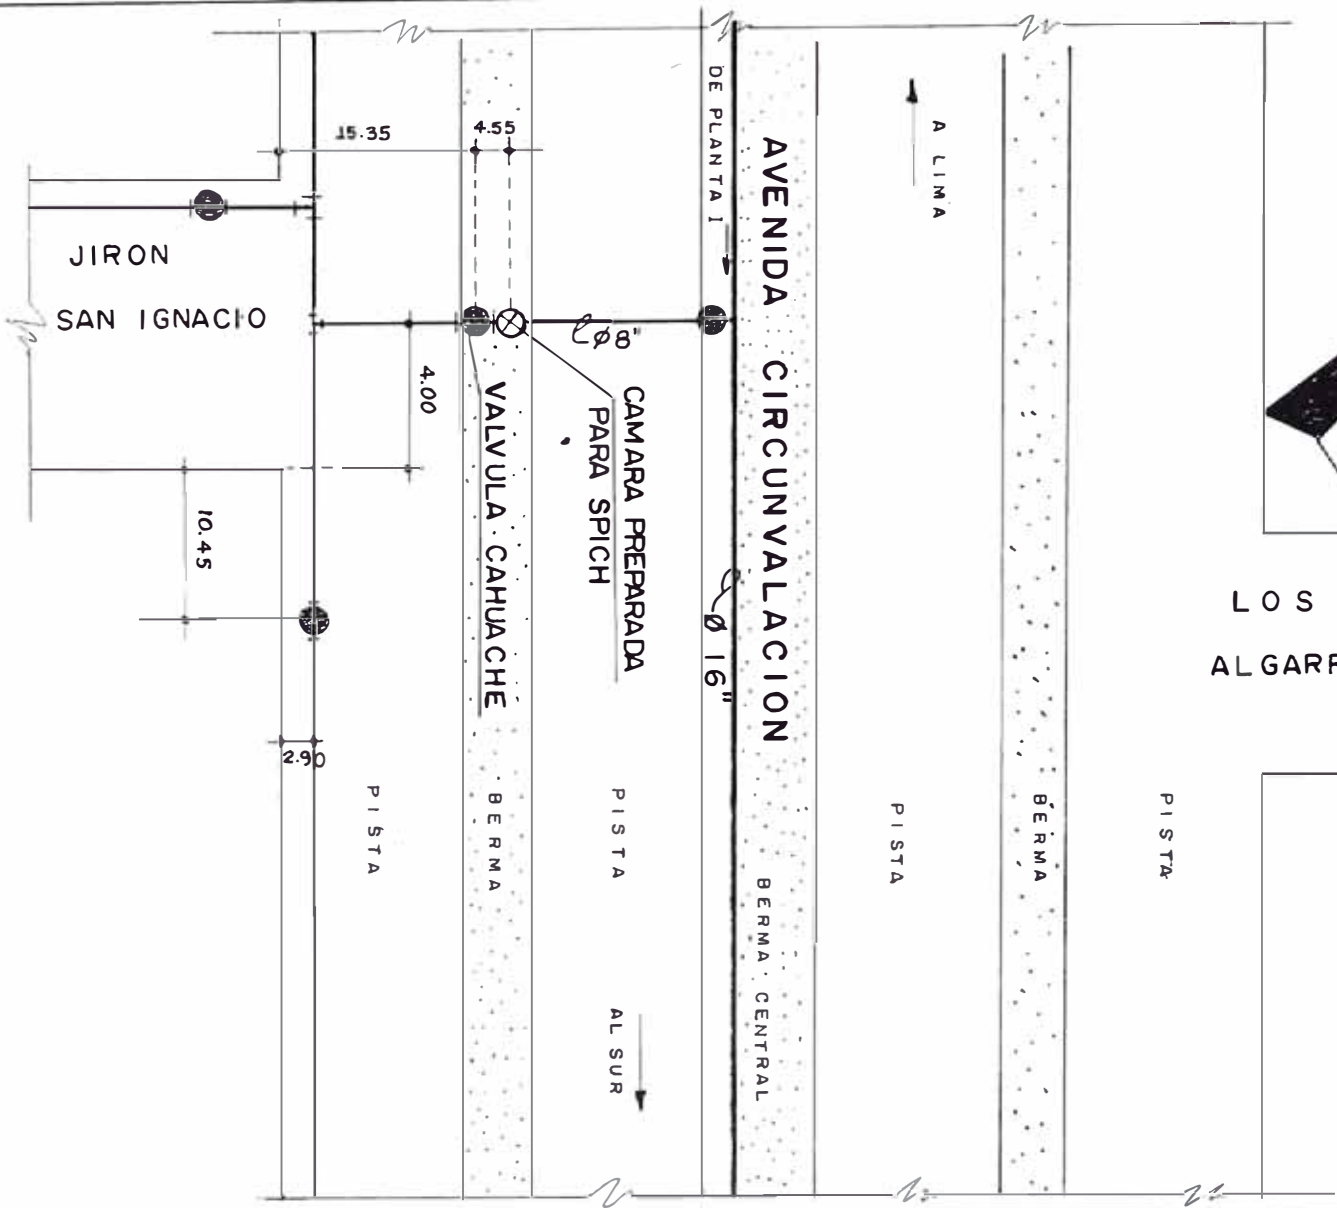 15.35
4.55
DE PLANTA I
A LIMA
JIRON
SAN IGNACIO
ø8"
4.00
10.45
2.90
VALVULA CAHUACHE
CAMARA PREPARADA
PARA SPICH
ø 16"
AVENIDA CIRCUNVALACION
LOS
ALGARR
PISTA
BERMA
PISTA
BERMA CENTRAL
PISTA
BERMA
PISTA
AL SUR